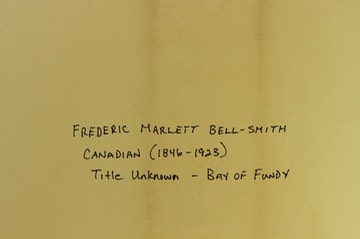 FREDERIC MARLETT BELL-SMITH
CANADIAN (1846-1923)
Title Unknown - BAY OF FUNDY